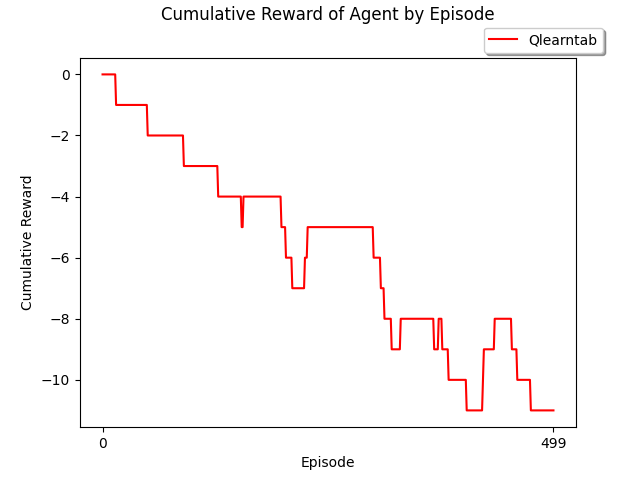 Cumulative Reward of Agent by Episode
Qlearntab
0
−2
−4
−6
−8
−10
Cumulative Reward
0
499
Episode